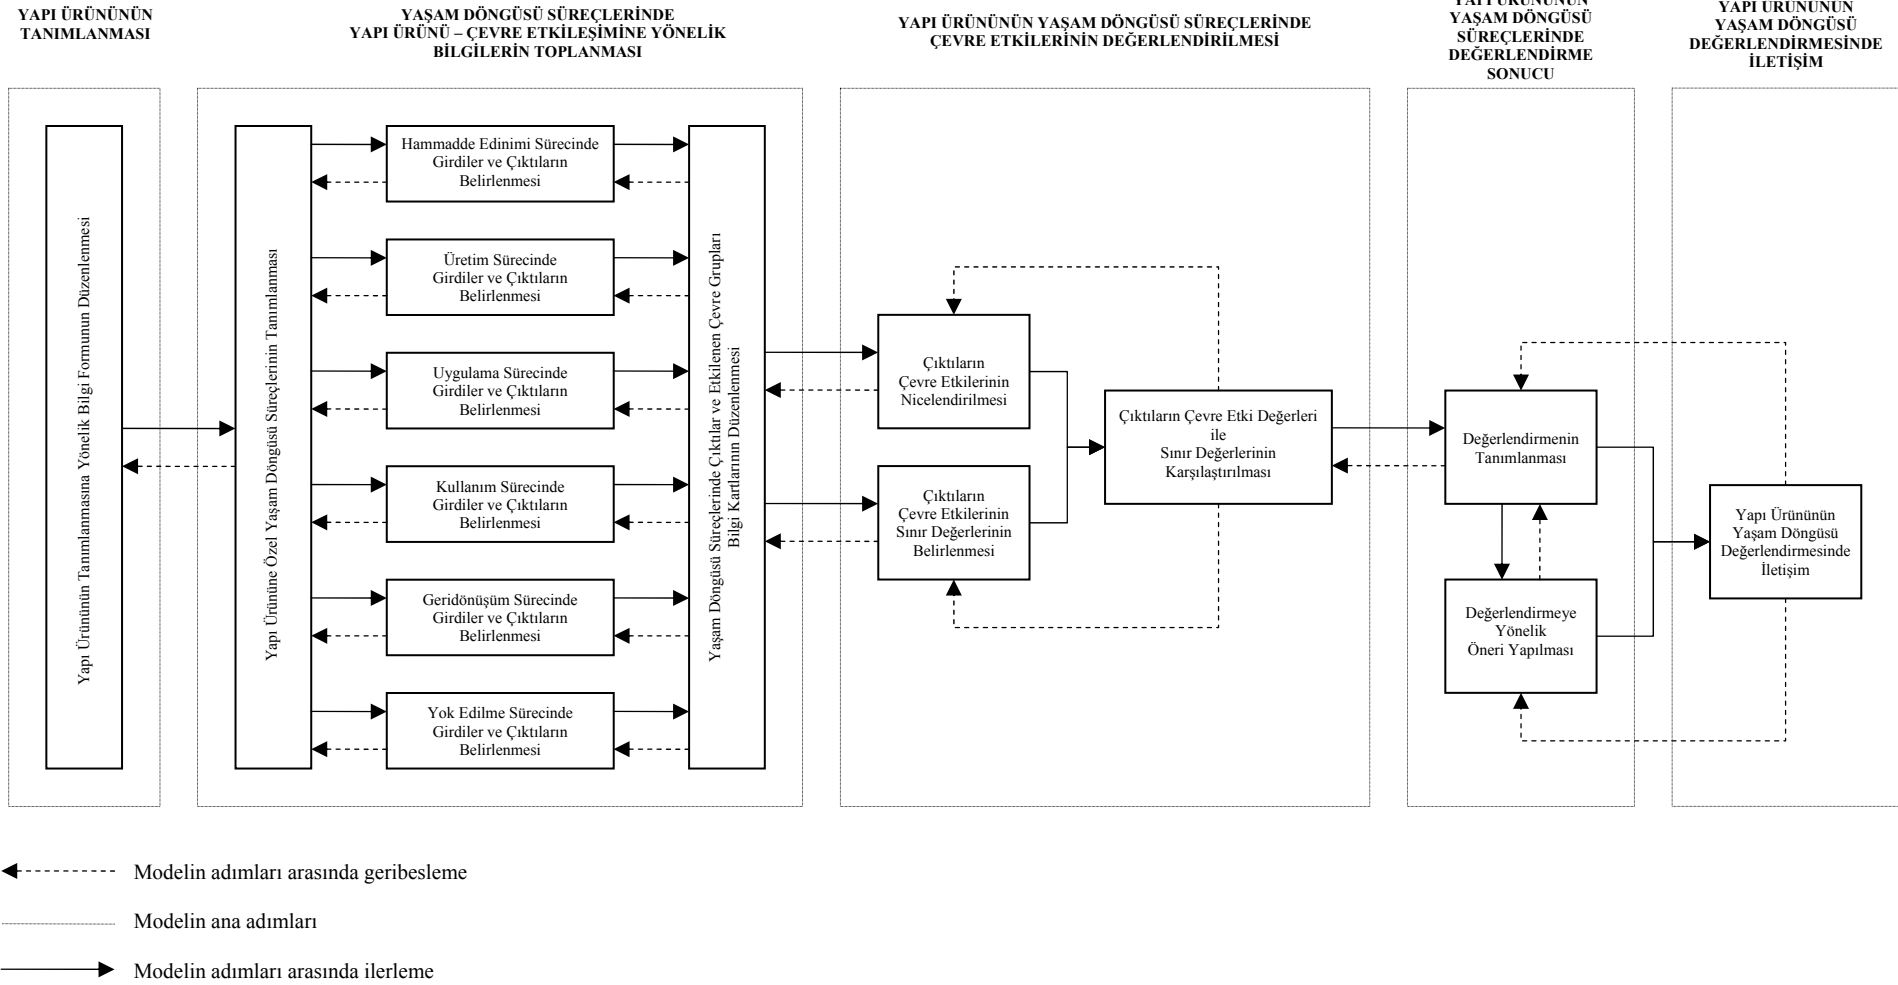 YAPI ÜRÜNÜNÜN
TANIMLANMASI
YAŞAM DÖNGÜSÜ SÜREÇLERİNDE
YAPI ÜRÜNÜ – ÇEVRE ETKİLEŞİMİNE YÖNELİK
BİLGİLERİN TOPLANMASI
YAPI ÜRÜNÜNÜN YAŞAM DÖNGÜSÜ SÜREÇLERİNDE
ÇEVRE ETKİLERİNİN DEĞERLENDİRİLMESİ
YAPI ÜRÜNÜNÜN
YAŞAM DÖNGÜSÜ
SÜREÇLERİNDE
DEĞERLENDİRME
SONUCU
YAPI ÜRÜNÜNÜN
YAŞAM DÖNGÜSÜ
DEĞERLENDİRMESİNDE
İLETİŞİM
Yapı Ürününün Tanımlanmasına Yönelik Bilgi Formunun Düzenlenmesi
Yapı Ürününe Özel Yaşam Döngüsü Süreçlerinin Tanımlaması
Hammadde Edinimi Sürecinde
Girdiler ve Çıktıların
Belirlenmesi
Üretim Sürecinde
Girdiler ve Çıktıların
Belirlenmesi
Uygulama Sürecinde
Girdiler ve Çıktıların
Belirlenmesi
Kullanım Sürecinde
Girdiler ve Çıktıların
Belirlenmesi
Geridönüşüm Sürecinde
Girdiler ve Çıktıların
Belirlenmesi
Yok Edilme Sürecinde
Girdiler ve Çıktıların
Belirlenmesi
Yaşam Döngüsü Süreçlerinde Çıktılar ve Etkilenen Çevre Grupları
Bilgi Kartlarının Düzenlenmesi
Çıktıların
Çevre Etkilerinin
Nicelendirilmesi
Çıktıların
Çevre Etkilerinin
Sınır Değerlerinin
Belirlenmesi
Çıktıların Çevre Etki Değerleri
ile
Sınır Değerlerinin
Karşılaştırılması
Değerlendirmenin
Tanımlanması
Değerlendirmeye
Yönelik
Öneri Yapılması
Yapı Ürününün
Yaşam Döngüsü
Değerlendirmesinde
İletişim
Modelin adımları arasında geribesleme
Modelin ana adımları
Modelin adımları arasında ilerleme